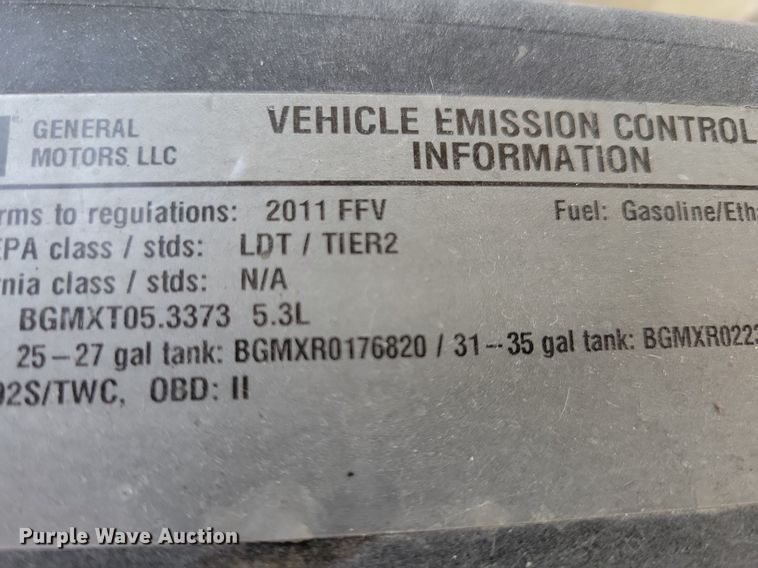 GENERAL
MOTORS LLC
VEHICLE EMISSION CONTROL
INFORMATION
rms to regulations: 2011 FFV
Fuel: Gasoline/Eth
EPA class / stds: LDT / TIER2
nia class / stds: N/A
BGMXT05.3373 5.3L
25-27 gal tank: BGMXR0176820 / 31--35 gal tank: BGMXR0223
2S/TWC, OBD: II
Purple Wave Auction